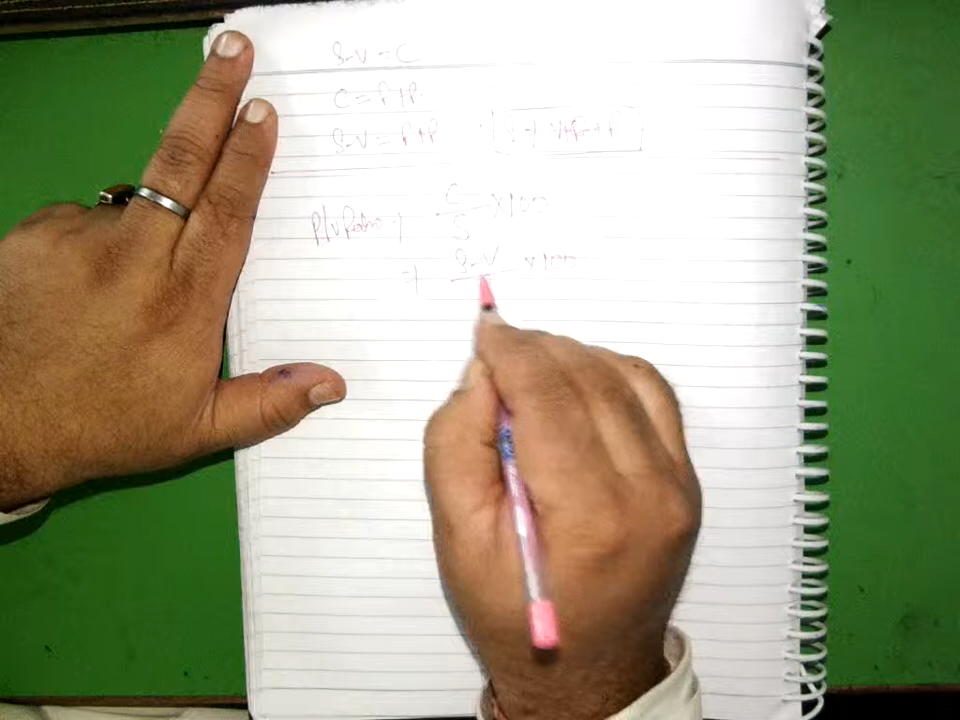 S-V = C
C = F+P
S-V = F+P S → V+F+P
P/V Ratio → C/S ×100
→ S-V ×100